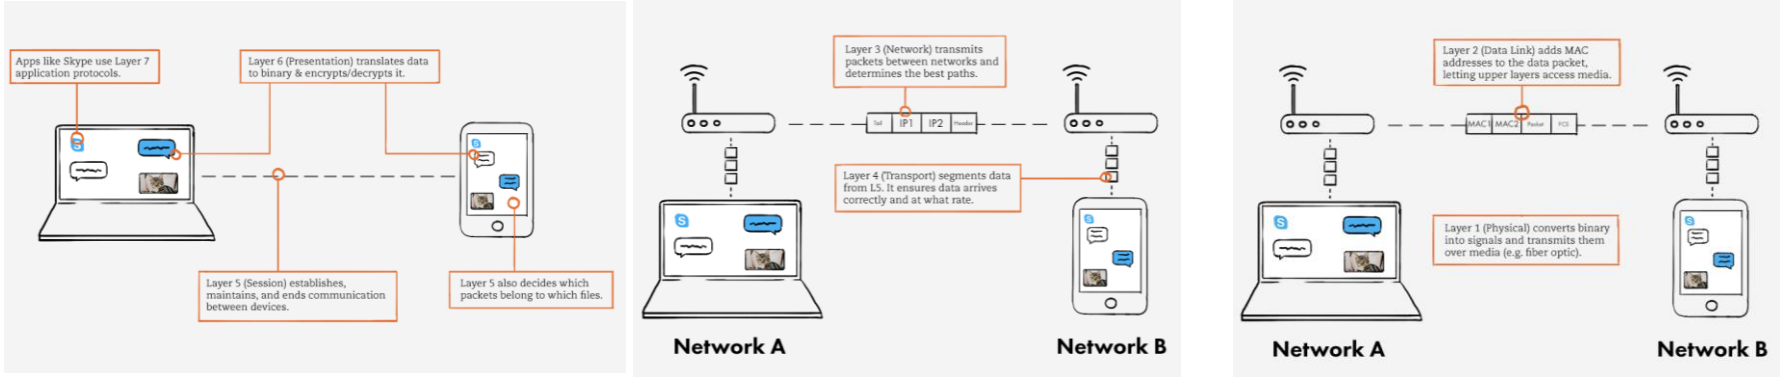 Apps like Skype use Layer 7
application protocols.
Layer 6 (Presentation) translates data
to binary & encrypts/decrypts it.
S
S
Layer 5 (Session) establishes,
maintains, and ends communication
between devices.
Layer 5 also decides which
packets belong to which files.
Layer 3 (Network) transmits
packets between networks and
determines the best paths.
Tail IP1 IP2 Header
Layer 4 (Transport) segments data
from L5. It ensures data arrives
correctly and at what rate.
S
S
Network A
Network B
Layer 2 (Data Link) adds MAC
addresses to the data packet,
letting upper layers access media.
MAC1 MAC2 Packet FCS
Layer 1 (Physical) converts binary
into signals and transmits them
over media (e.g. fiber optic).
S
S
Network A
Network B